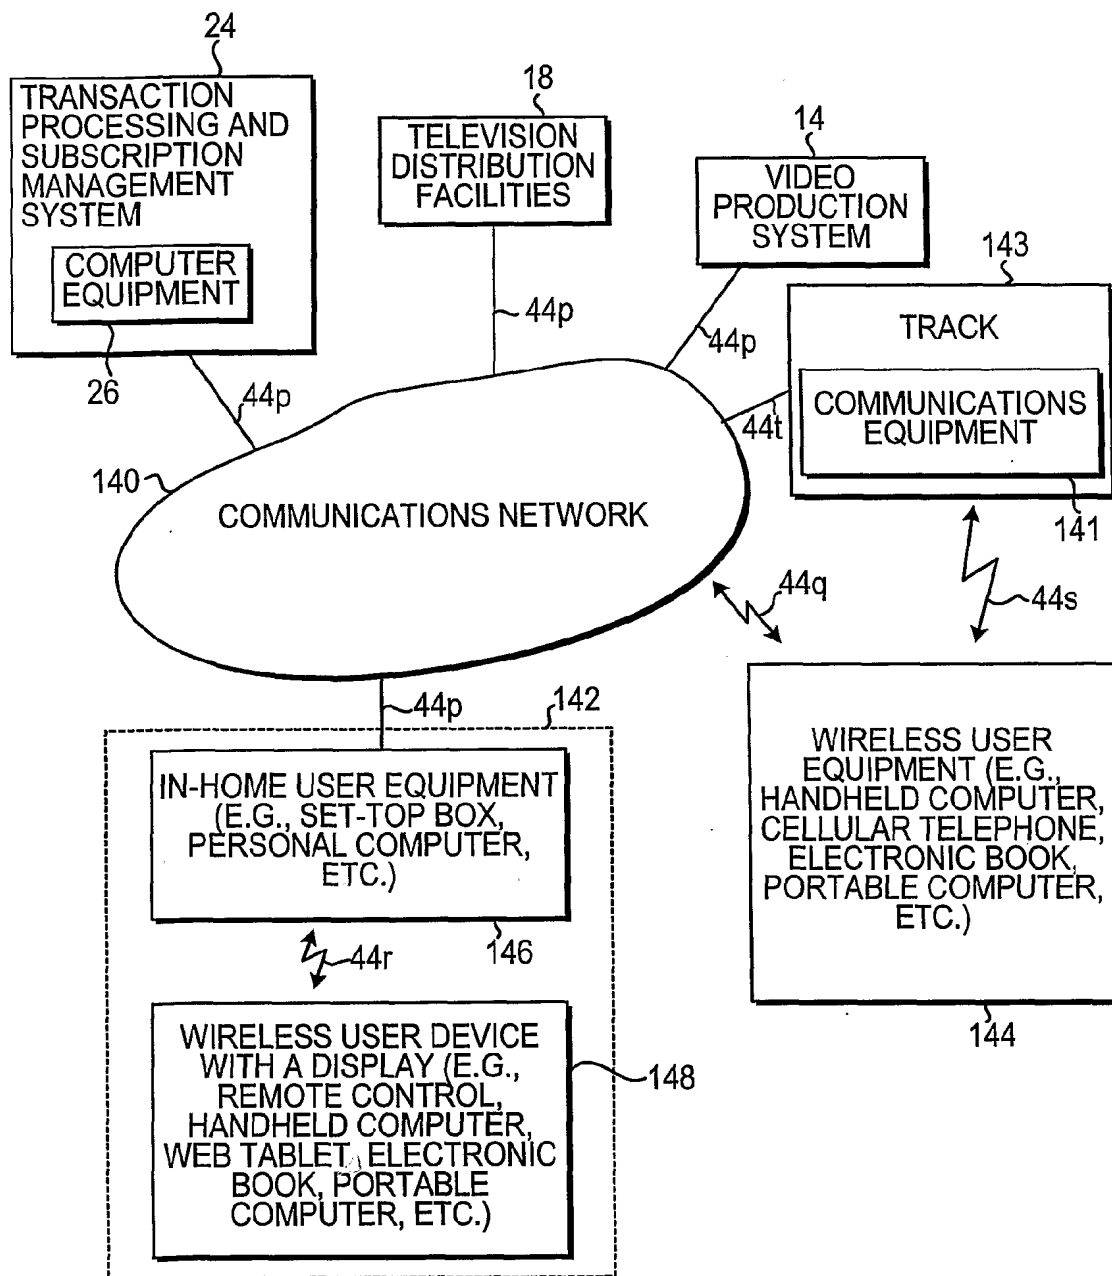 24
TRANSACTION
PROCESSING AND
SUBSCRIPTION
MANAGEMENT
SYSTEM
COMPUTER
EQUIPMENT
26
44p
18
TELEVISION
DISTRIBUTION
FACILITIES
44p
14
VIDEO
PRODUCTION
SYSTEM
44p
143
TRACK
COMMUNICATIONS
EQUIPMENT
141
44t
140
COMMUNICATIONS NETWORK
44q
44s
44p
142
IN-HOME USER EQUIPMENT
(E.G., SET-TOP BOX,
PERSONAL COMPUTER,
ETC.)
146
44r
WIRELESS USER DEVICE
WITH A DISPLAY (E.G.,
REMOTE CONTROL,
HANDHELD COMPUTER,
WEB TABLET, ELECTRONIC
BOOK, PORTABLE
COMPUTER, ETC.)
148
WIRELESS USER
EQUIPMENT (E.G.,
HANDHELD COMPUTER,
CELLULAR TELEPHONE,
ELECTRONIC BOOK,
PORTABLE COMPUTER,
ETC.)
144